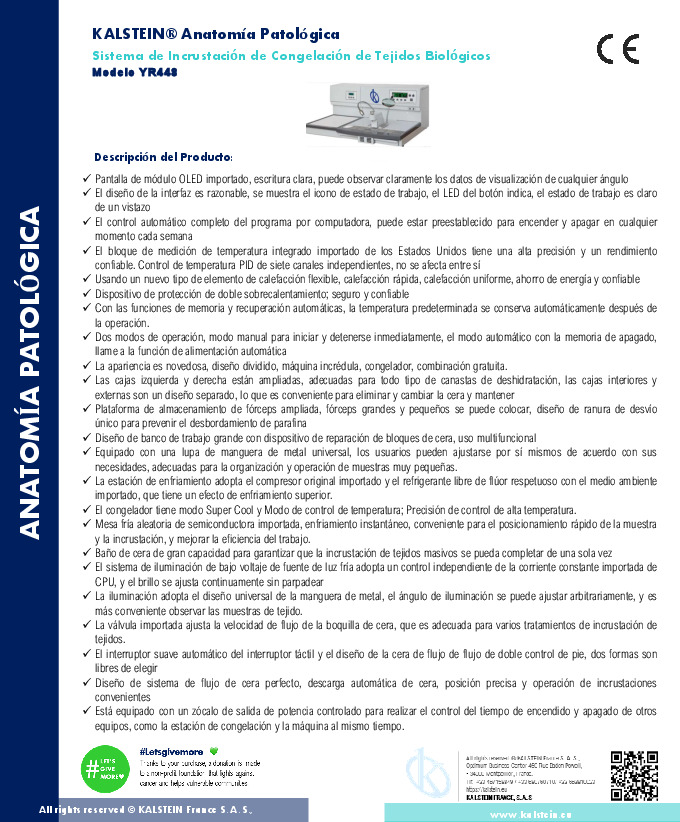 KALSTEIN® Anatomía Patológica
Sistema de Incrustación de Congelación de Tejidos Biológicos
Modelo YR448
CE
ANATOMÍA PATOLÓGICA
Descripción del Producto:
✓ Pantalla de módulo OLED importado, escritura clara, puede observar claramente los datos de visualización de cualquier ángulo
✓ El diseño de la interfaz es razonable, se muestra el icono de estado de trabajo, el LED del botón indica, el estado de trabajo es claro
de un vistazo
✓ El control automático completo del programa por computadora, puede estar preestablecido para encender y apagar en cualquier
momento cada semana
✓ El bloque de medición de temperatura integrado importado de los Estados Unidos tiene una alta precisión y un rendimiento
confiable. Control de temperatura PID de siete canales independientes, no se afecta entre sí
✓ Usando un nuevo tipo de elemento de calefacción flexible, calefacción rápida, calefacción uniforme, ahorro de energía y confiable
✓ Dispositivo de protección de doble sobrecalentamiento; seguro y confiable
✓ Con las funciones de memoria y recuperación automáticas, la temperatura predeterminada se conserva automáticamente después de
la operación.
✓ Dos modos de operación, modo manual para iniciar y detenerse inmediatamente, el modo automático con la memoria de apagado,
llame a la función de alimentación automática
✓ La apariencia es novedosa, diseño dividido, máquina incrédula, congelador, combinación gratuita.
✓ Las cajas izquierda y derecha están ampliadas, adecuadas para todo tipo de canastas de deshidratación, las cajas interiores y
externas son un diseño separado, lo que es conveniente para eliminar y cambiar la cera y mantener
✓ Plataforma de almacenamiento de fórceps ampliada, fórceps grandes y pequeños se puede colocar, diseño de ranura de desvío
único para prevenir el desbordamiento de parafina
✓ Diseño de banco de trabajo grande con dispositivo de reparación de bloques de cera, uso multifuncional
✓ Equipado con una lupa de manguera de metal universal, los usuarios pueden ajustarse por sí mismos de acuerdo con sus
necesidades, adecuadas para la organización y operación de muestras muy pequeñas.
✓ La estación de enfriamiento adopta el compresor original importado y el refrigerante libre de flúor respetuoso con el medio ambiente
importado, que tiene un efecto de enfriamiento superior.
✓ El congelador tiene modo Super Cool y Modo de control de temperatura; Precisión de control de alta temperatura.
✓ Mesa fría aleatoria de semiconductora importada, enfriamiento instantáneo, conveniente para el posicionamiento rápido de la muestra
y la incrustación, y mejorar la eficiencia del trabajo.
✓ Baño de cera de gran capacidad para garantizar que la incrustación de tejidos masivos se pueda completar de una sola vez
✓ El sistema de iluminación de bajo voltaje de fuente de luz fría adopta un control independiente de la corriente constante importada de
CPU, y el brillo se ajusta continuamente sin parpadear
✓ La iluminación adopta el diseño universal de la manguera de metal, el ángulo de iluminación se puede ajustar arbitrariamente, y es
más conveniente observar las muestras de tejido.
✓ La válvula importada ajusta la velocidad de flujo de la boquilla de cera, que es adecuada para varios tratamientos de incrustación de
tejidos.
✓ El interruptor suave automático del interruptor táctil y el diseño de la cera de flujo de flujo de doble control de pie, dos formas son
libres de elegir
✓ Diseño de sistema de flujo de cera perfecto, descarga automática de cera, posición precisa y operación de incrustaciones
convenientes
✓ Está equipado con un zócalo de salida de potencia controlado para realizar el control del tiempo de encendido y apagado de otros
equipos, como la estación de congelación y la máquina al mismo tiempo.
# LET'S
GIVE
MORE
#Letsgivemore
Thanks to your purchase, a donation is made
to a non-profit foundation that fights against
cancer and helps vulnerable communities
All rights reserved © KALSTEIN France S. A. S.,
KALSTEIN FRANCE, S.A.S
All rights reserved © KALSTEIN France S. A. S.,
www.kalstein.eu